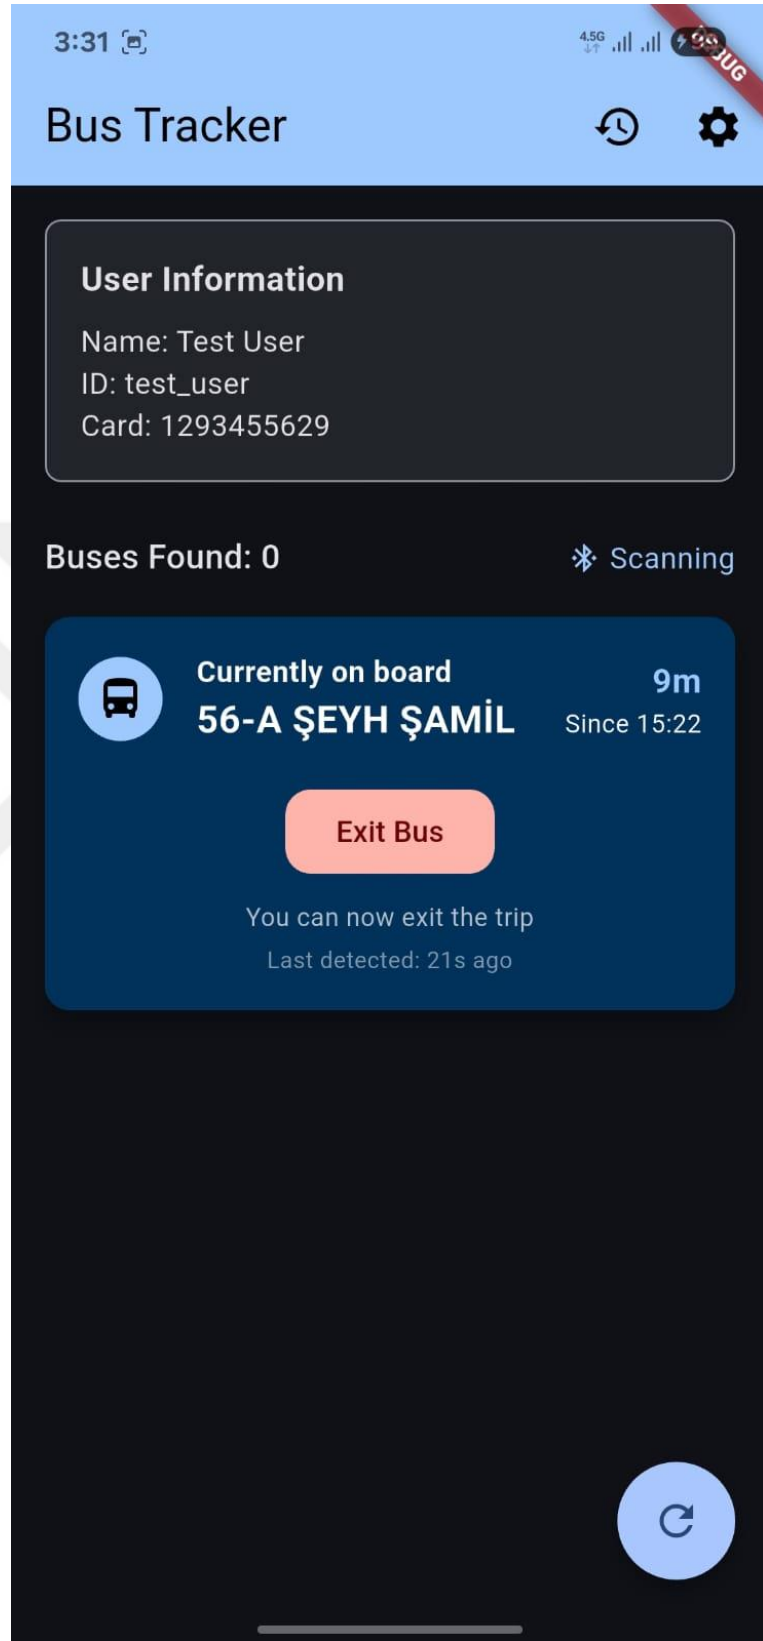 3:31
4.5G
Bus Tracker
User Information
Name: Test User
ID: test_user
Card: 1293455629
Buses Found: 0
Scanning
Currently on board
56-A ŞEYH ŞAMİL
9m
Since 15:22
Exit Bus
You can now exit the trip
Last detected: 21s ago